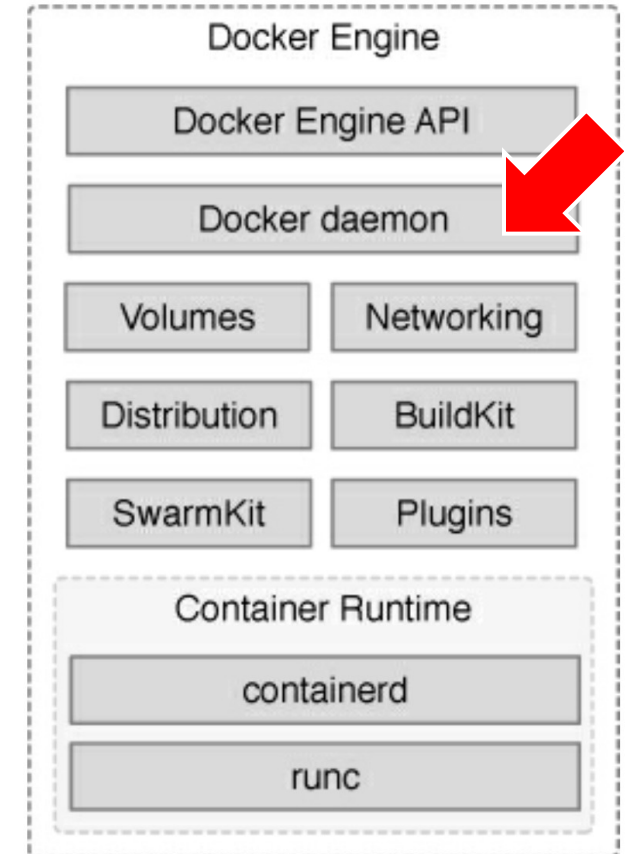 Docker Engine
Docker Engine API
Docker daemon
Volumes
Networking
Distribution
BuildKit
SwarmKit
Plugins
Container Runtime
containerd
runc